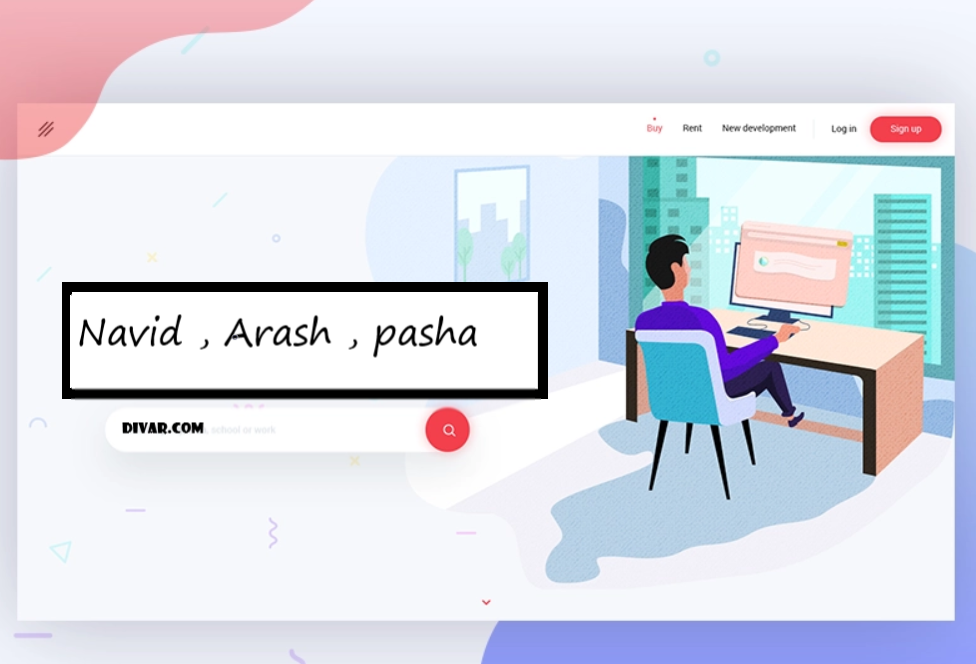 Buy Rent New development Log in Sign up
Navid , Arash , pasha
DIVAR.COM school or work